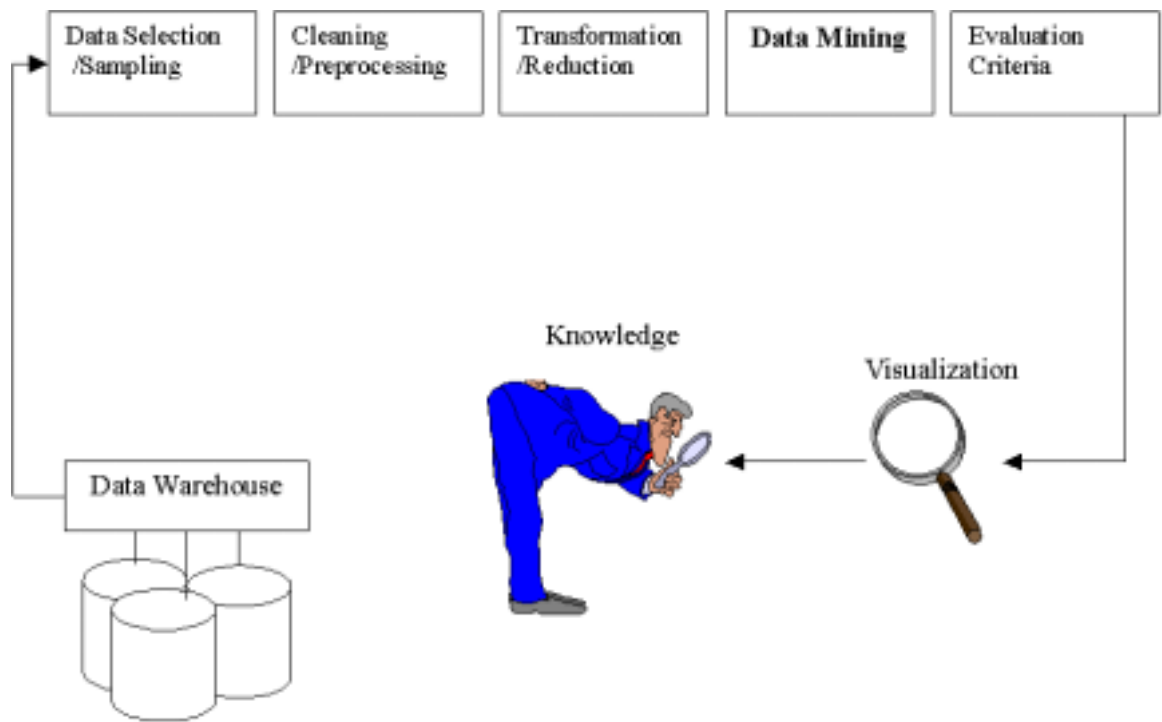 Data Selection
/Sampling
Cleaning
/Preprocessing
Transformation
/Reduction
Data Mining
Evaluation
Criteria
Knowledge
Visualization
Data Warehouse